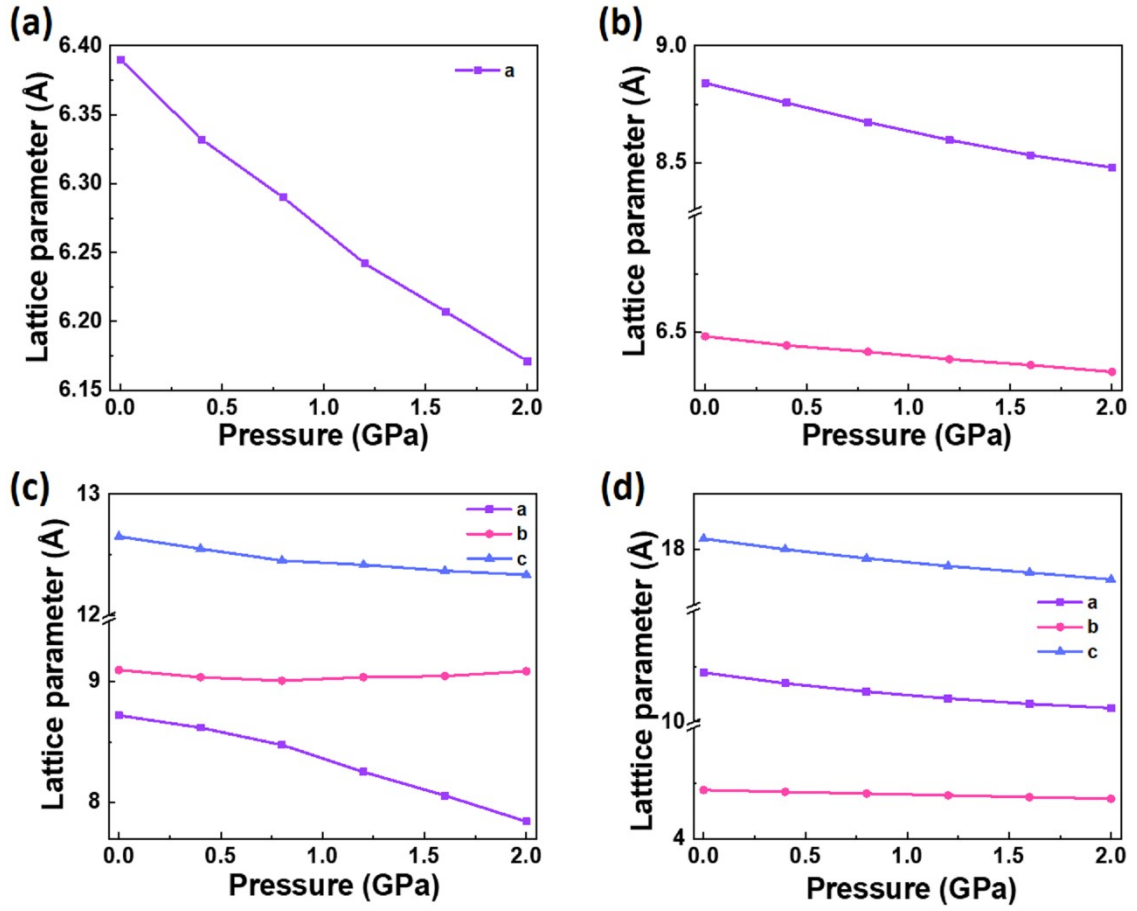 (a)
Lattice parameter (Å)
6.40
6.35
6.30
6.25
6.20
6.15
a
0.0 0.5 1.0 1.5 2.0
Pressure (GPa)
(b)
Lattice parameter (Å)
9.0
8.5
6.5
0.0 0.5 1.0 1.5 2.0
Pressure (GPa)
(c)
Lattice parameter (Å)
13
12
9
8
a
b
c
0.0 0.5 1.0 1.5 2.0
Pressure (GPa)
(d)
Latttice parameter (Å)
18
10
4
a
b
c
0.0 0.5 1.0 1.5 2.0
Pressure (GPa)